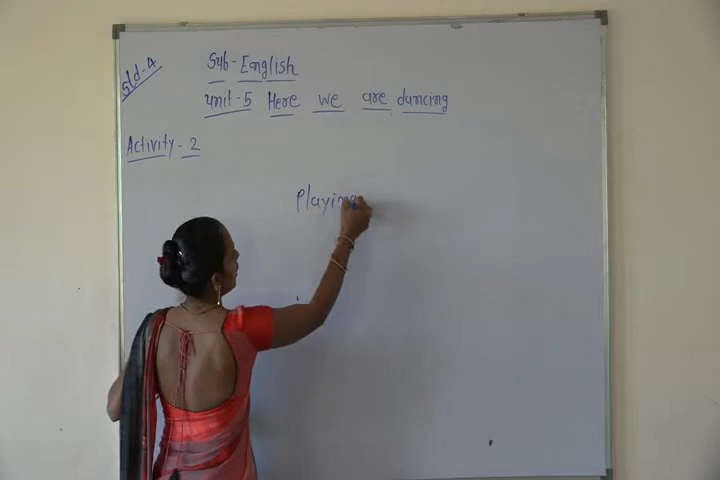 Std-4
Sub-English
Unit-5 Here we are dancing
Activity-2
Playing